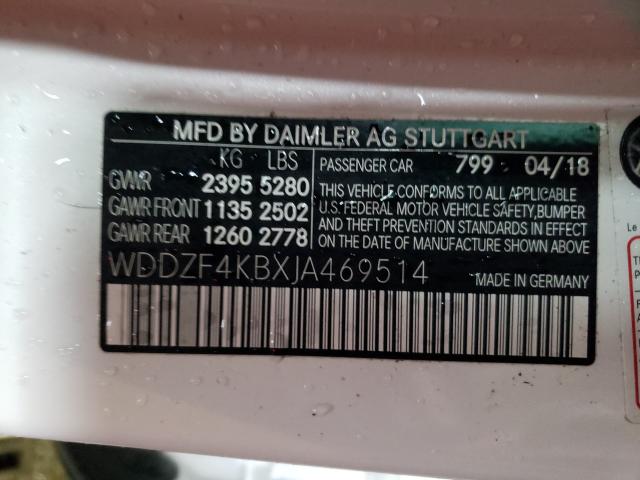 MFD BY DAIMLER AG STUTTGART
KG LBS
GVWR 2395 5280
GAWR FRONT 1135 2502
GAWR REAR 1260 2778
PASSENGER CAR 799 04/18
THIS VEHICLE CONFORMS TO ALL APPLICABLE
U.S. FEDERAL MOTOR VEHICLE SAFETY, BUMPER
AND THEFT PREVENTION STANDARDS IN EFFECT
ON THE DATE OF MANUFACTURE SHOWN ABOVE.
WDDZF4KBXJA469514
MADE IN GERMANY
Le